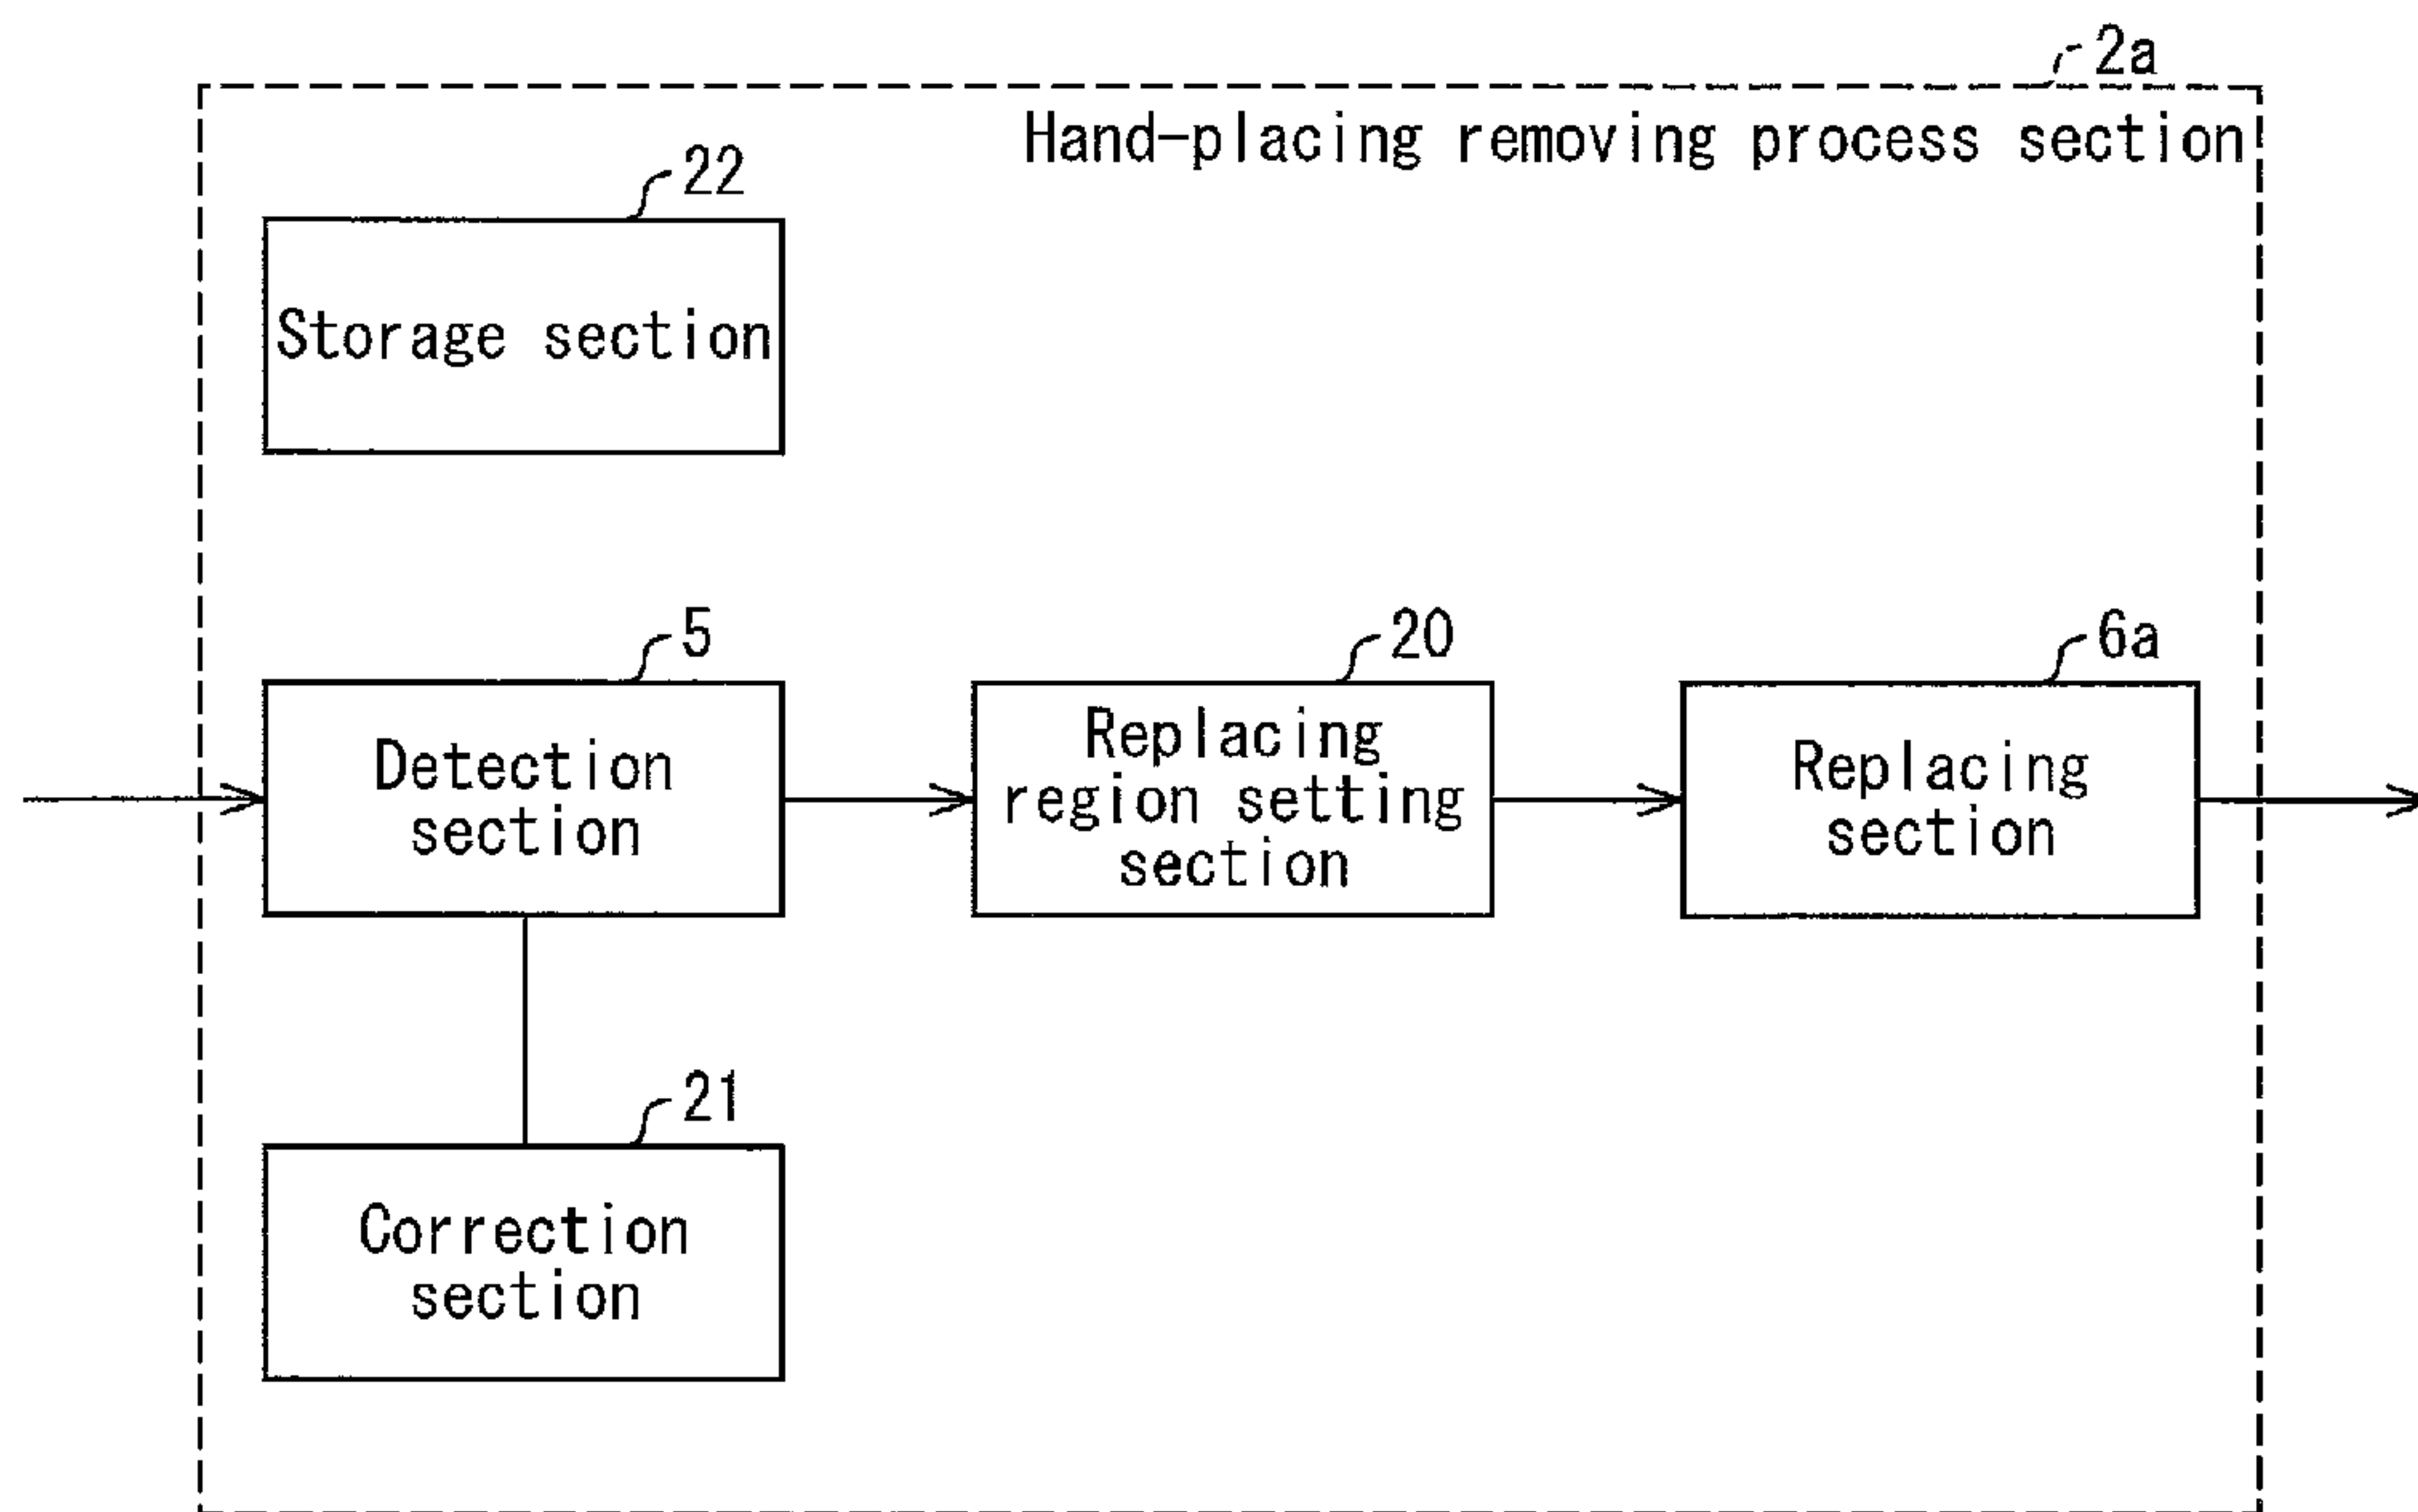 2a
Hand-placing removing process section
22
Storage section
5
Detection
section
20
Replacing
region setting
section
6a
Replacing
section
21
Correction
section